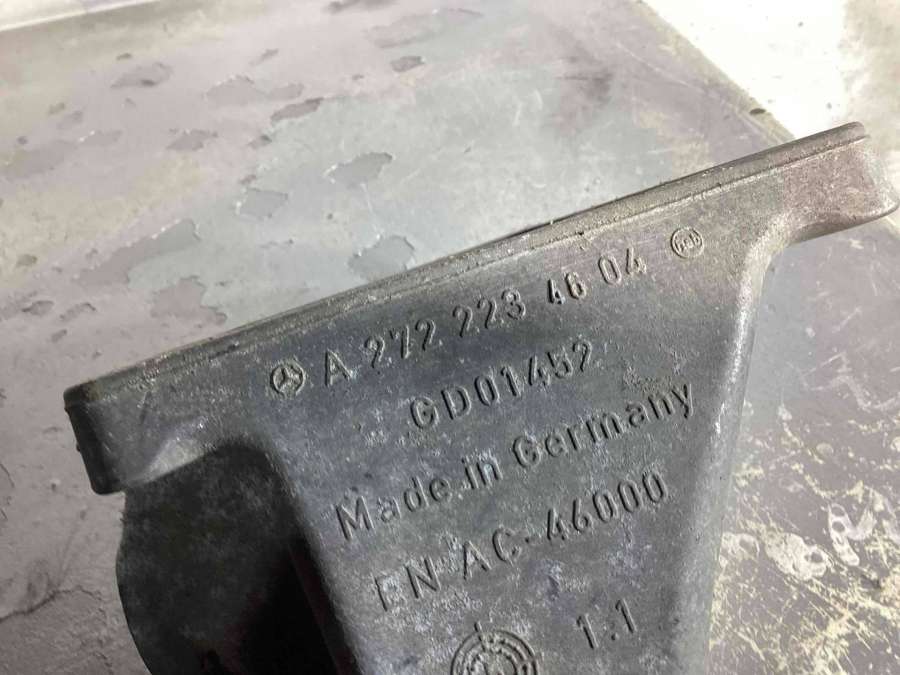 A 272 223 46 04
GD01452
Made in Germany
EN AC-46000
1.1